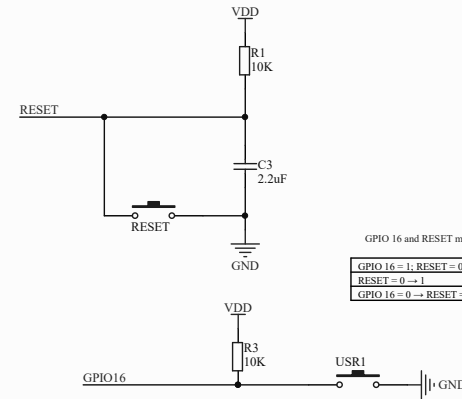 VDD
R1
10K
RESET
C3
2.2uF
RESET
GND
GPIO 16 and RESET m
GPIO 16 = 1; RESET = 0
RESET = 0 → 1
GPIO 16 = 0 → RESET =
VDD
R3
10K
USR1
GPIO16
GND